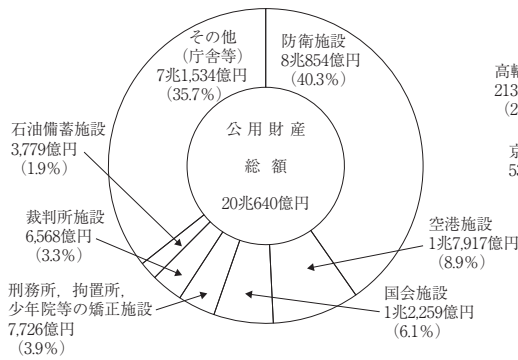 その他
（庁舎等）
7兆1,534億円
（35.7%）
防衛施設
8兆854億円
（40.3%）
石油備蓄施設
3,779億円
（1.9%）
公用財産
総額
20兆640億円
裁判所施設
6,568億円
（3.3%）
空港施設
1兆7,917億円
（8.9%）
刑務所，拘置所，
少年院等の矯正施設
7,726億円
（3.9%）
国会施設
1兆2,259億円
（6.1%）
213
（2